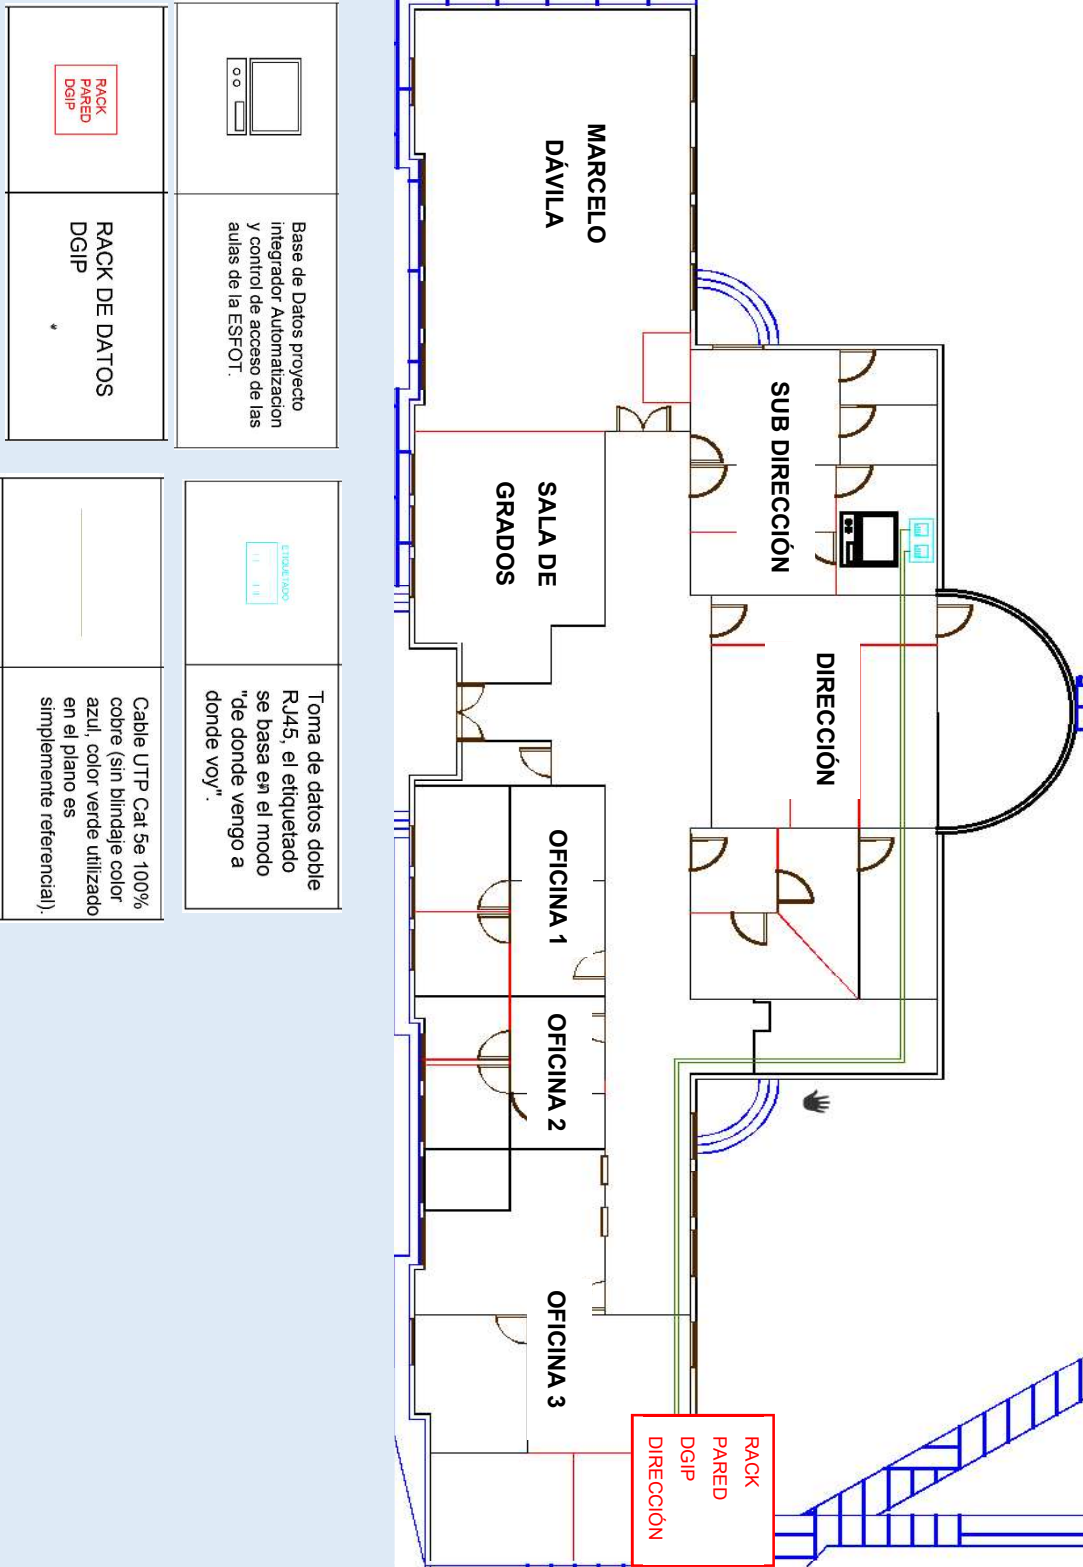 RACK
PARED
DGIP
RACK DE DATOS
DGIP
Base de Datos proyecto
integrador Automatizacion
y control de acceso de las
aulas de la ESFOT.
ETIQUETADO
Toma de datos doble
RJ45, el etiquetado
se basa en el modo
"de donde vengo a
donde voy".
Cable UTP Cat 5e 100%
cobre (sin blindaje color
azul, color verde utilizado
en el plano es
simplemente referencial).
MARCELO
DÁVILA
SUB DIRECCIÓN
SALA DE
GRADOS
DIRECCIÓN
OFICINA 1
OFICINA 2
OFICINA 3
RACK
PARED
DGIP
DIRECCIÓN